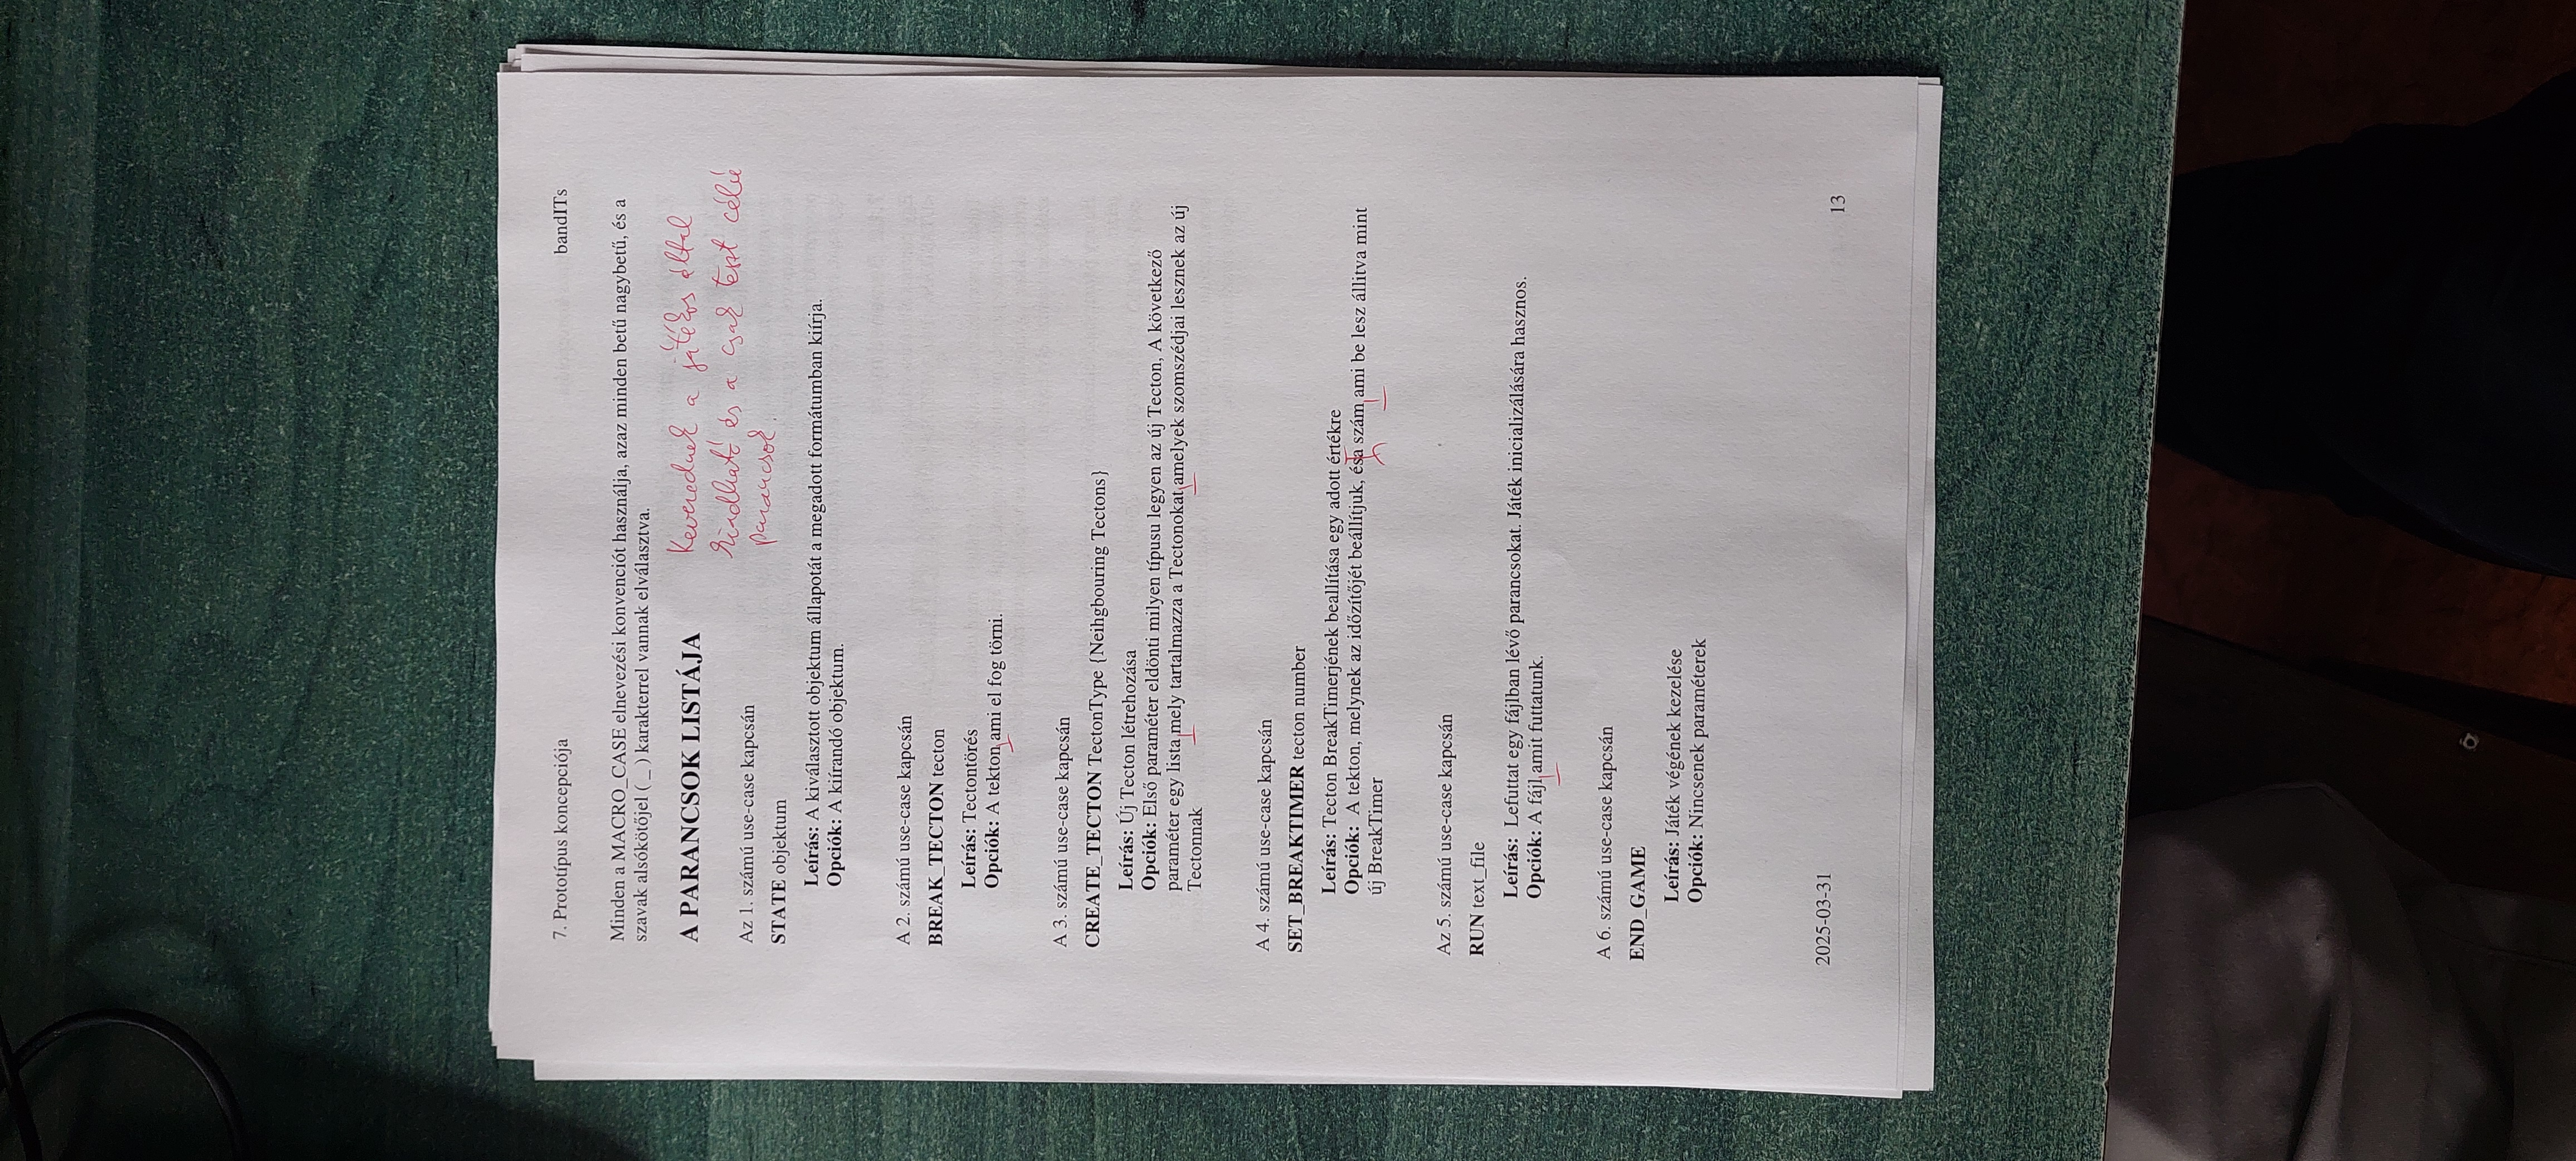 7. Prototípus koncepciója bandITs
Minden a MACRO_CASE elnevezési konvenciót használja, azaz minden betű nagybetű, és a
szavak alsókötőjel ( _ ) karakterrel vannak elválasztva.
A PARANCSOK LISTÁJA
Keverednek a játékos által
kiadható és a csak teszt célú
parancsok.
Az 1. számú use-case kapcsán
STATE objektum
Leírás: A kiválasztott objektum állapotát a megadott formátumban kiírja.
Opciók: A kiírandó objektum.
A 2. számú use-case kapcsán
BREAK_TECTON tecton
Leírás: Tectontörés
Opciók: A tekton, ami el fog törni.
A 3. számú use-case kapcsán
CREATE_TECTON TectonType {Neihgbouring Tectons}
Leírás: Új Tecton létrehozása
Opciók: Első paraméter eldönti milyen típusu legyen az új Tecton, A következő
paraméter egy lista, mely tartalmazza a Tectonokat, amelyek szomszédjai lesznek az új
Tectonnak
A 4. számú use-case kapcsán
SET_BREAKTIMER tecton number
Leírás: Tecton BreakTimerjének beallítása egy adott értékre
Opciók: A tekton, melynek az időzítőjét beállítjuk, ésa szám, ami be lesz állitva mint
új BreakTimer
Az 5. számú use-case kapcsán
RUN text_file
Leírás: Lefuttat egy fájlban lévő parancsokat. Játék inicializálására hasznos.
Opciók: A fájl, amit futtatunk.
A 6. számú use-case kapcsán
END_GAME
Leírás: Játék végének kezelése
Opciók: Nincsenek paraméterek
2025-03-31 13